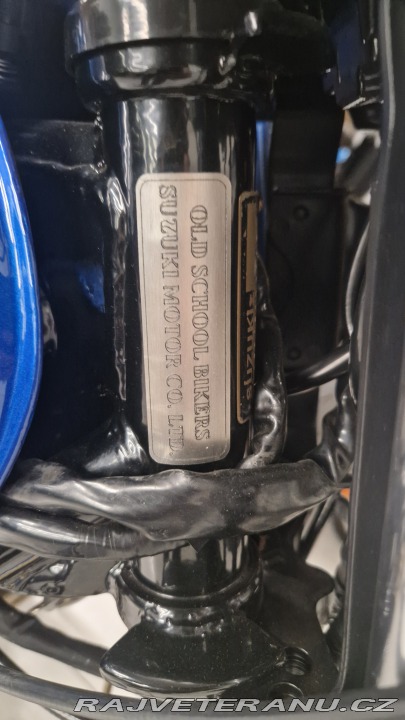 OLD SCHOOL BIKERS
SUZUKI MOTOR CO. LTD.
RAJVETERANU.CZ